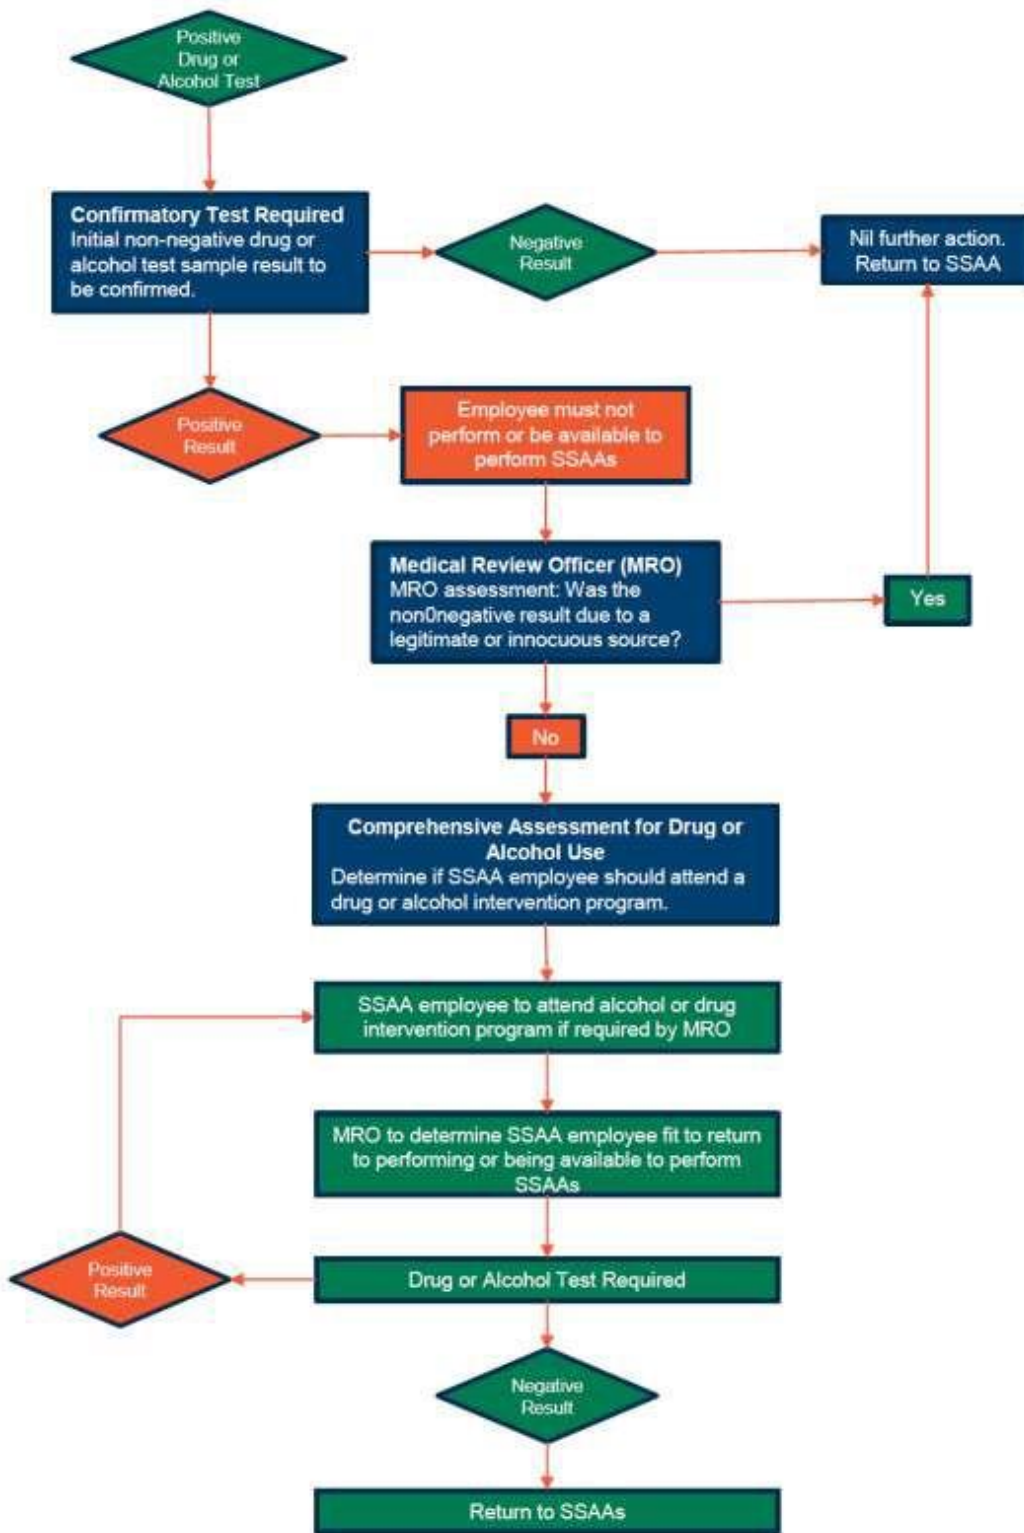 Positive
Drug or
Alcohol Test
Confirmatory Test Required
Initial non-negative drug or
alcohol test sample result to
be confirmed.
Negative
Result
Nil further action.
Return to SSAA
Positive
Result
Employee must not
perform or be available to
perform SSAAs
Medical Review Officer (MRO)
MRO assessment: Was the
non0negative result due to a
legitimate or innocuous source?
Yes
No
Comprehensive Assessment for Drug or
Alcohol Use
Determine if SSAA employee should attend a
drug or alcohol intervention program.
SSAA employee to attend alcohol or drug
intervention program if required by MRO
MRO to determine SSAA employee fit to return
to performing or being available to perform
SSAAs
Positive
Result
Drug or Alcohol Test Required
Negative
Result
Return to SSAAs